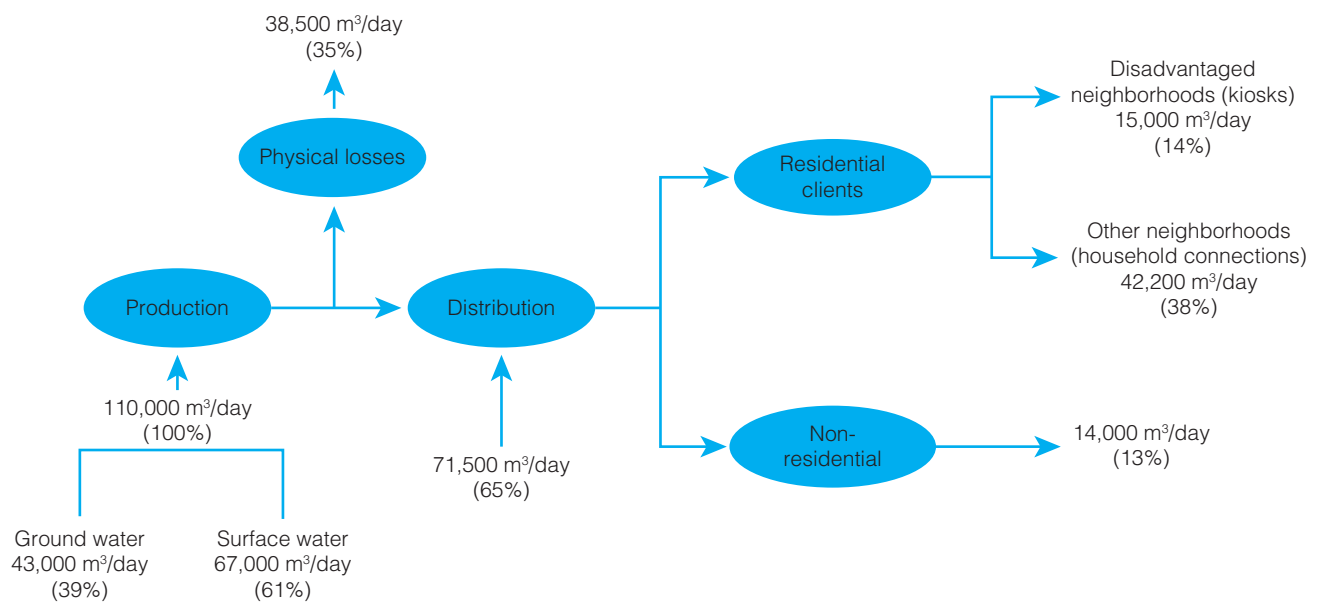 38,500 m³/day
(35%)
Physical losses
Production
110,000 m³/day
(100%)
Ground water
43,000 m³/day
(39%)
Surface water
67,000 m³/day
(61%)
Distribution
71,500 m³/day
(65%)
Residential
clients
Disadvantaged
neighborhoods (kiosks)
15,000 m³/day
(14%)
Other neighborhoods
(household connections)
42,200 m³/day
(38%)
Non-
residential
14,000 m³/day
(13%)